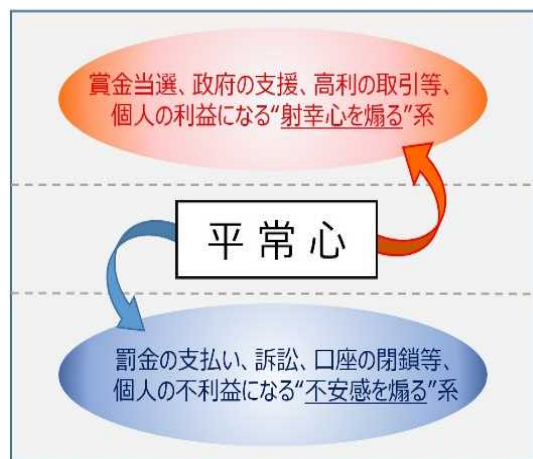 賞金当選、政府の支援、高利の取引等、
個人の利益になる“射幸心を煽る”系
平常心
罰金の支払い、訴訟、口座の閉鎖等、
個人の不利益になる“不安感を煽る”系